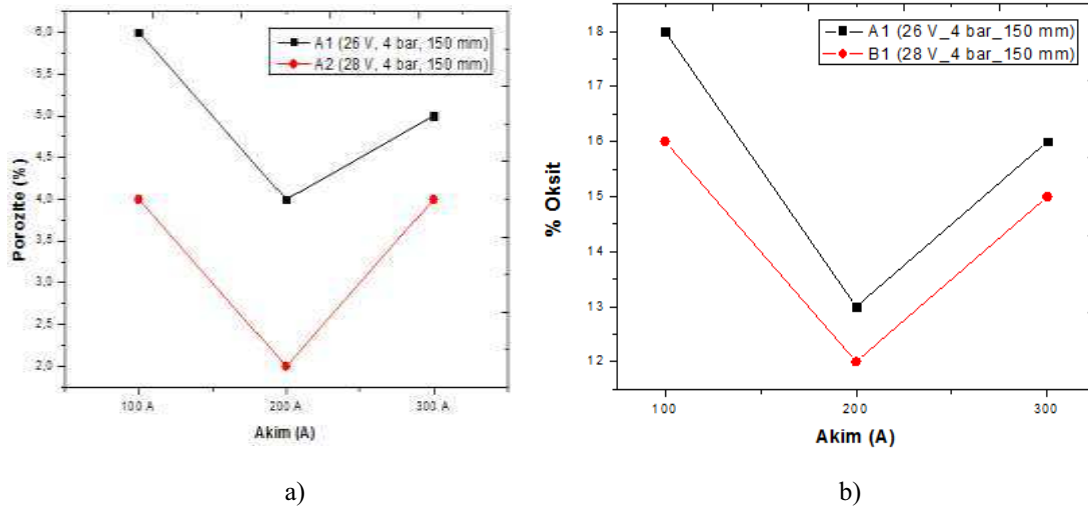 6,0
5,5
5,0
4,5
4,0
3,5
3,0
2,5
2,0
Porozite (%)
A1 (26 V, 4 bar, 150 mm)
A2 (28 V, 4 bar, 150 mm)
100 A
200 A
300 A
Akim (A)
a)
18
17
16
15
14
13
12
% Oksit
A1 (26 V_4 bar_150 mm)
B1 (28 V_4 bar_150 mm)
100
200
300
Akim (A)
b)